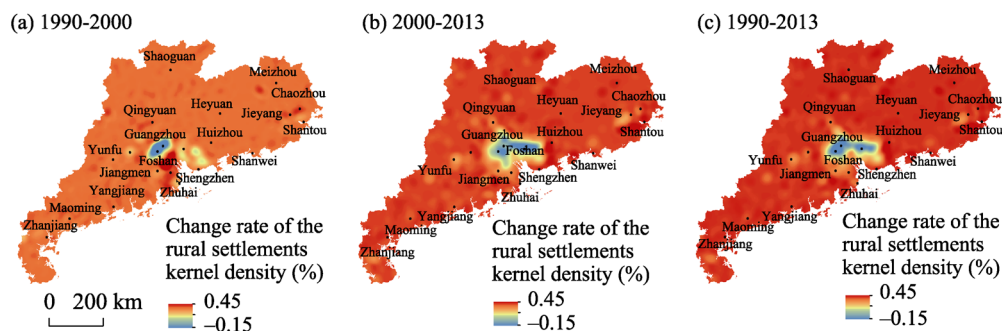 (a) 1990-2000
Shaoguan
Meizhou
Chaozhou
Heyuan
Jieyang
Qingyuan
Shantou
Guangzhou
Huizhou
Yunfu
Foshan
Shanwei
Jiangmen
Shengzhen
Yangjiang
Zhuhai
Maoming
Zhanjiang
Change rate of the
rural settlements
kernel density (%)
0 200 km
0.45
−0.15
(b) 2000-2013
Shaoguan
Meizhou
Chaozhou
Heyuan
Qingyuan
Jieyang
Shantou
Guangzhou
Huizhou
Foshan
Shanwei
Yunfu
Jiangmen
Shengzhen
Zhuhai
Yangjiang
Maoming
Zhanjiang
Change rate of the
rural settlements
kernel density (%)
0.45
−0.15
(c) 1990-2013
Shaoguan
Meizhou
Chaozhou
Heyuan
Qingyuan
Jieyang
Shantou
Guangzhou
Huizhou
Yunfu
Foshan
Shanwei
Jiangmen
Shengzhen
Zhuhai
Yangjiang
Maoming
Zhanjiang
Change rate of the
rural settlements
kernel density (%)
0.45
−0.15